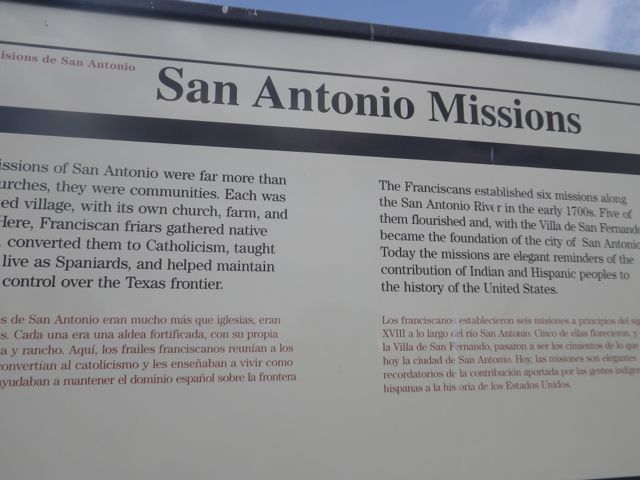 isions de San Antonio
San Antonio Missions
issions of San Antonio were far more than
urches, they were communities. Each was
ed village, with its own church, farm, and
Here, Franciscan friars gathered native
, converted them to Catholicism, taught
live as Spaniards, and helped maintain
control over the Texas frontier.
s de San Antonio eran mucho más que iglesias, eran
s. Cada una era una aldea fortificada, con su propia
a y rancho. Aquí, los frailes franciscanos reunían a los
convertían al catolicismo y les enseñaban a vivir como
ayudaban a mantener el dominio español sobre la frontera
The Franciscans established six missions along
the San Antonio River in the early 1700s. Five of
them flourished and, with the Villa de San Fernando
became the foundation of the city of San Antonio
Today the missions are elegant reminders of the
contribution of Indian and Hispanic peoples to
the history of the United States.
Los franciscanos establecieron seis misiones a principios del sig
XVIII a lo largo del río San Antonio. Cinco de ellas florecieron, y
la Villa de San Fernando, pasaron a ser los cimientos de lo que
hoy la ciudad de San Antonio. Hoy, las misiones son elegantes
recordatorios de la contribución aportada por las gentes indígen
hispanas a la historia de los Estados Unidos.